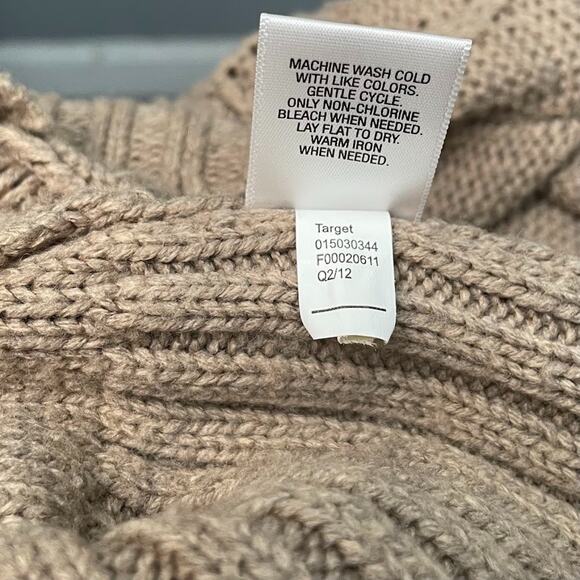 MACHINE WASH COLD
WITH LIKE COLORS.
GENTLE CYCLE.
ONLY NON-CHLORINE
BLEACH WHEN NEEDED.
LAY FLAT TO DRY.
WARM IRON
WHEN NEEDED.
Target
015030344
F00020611
Q2/12